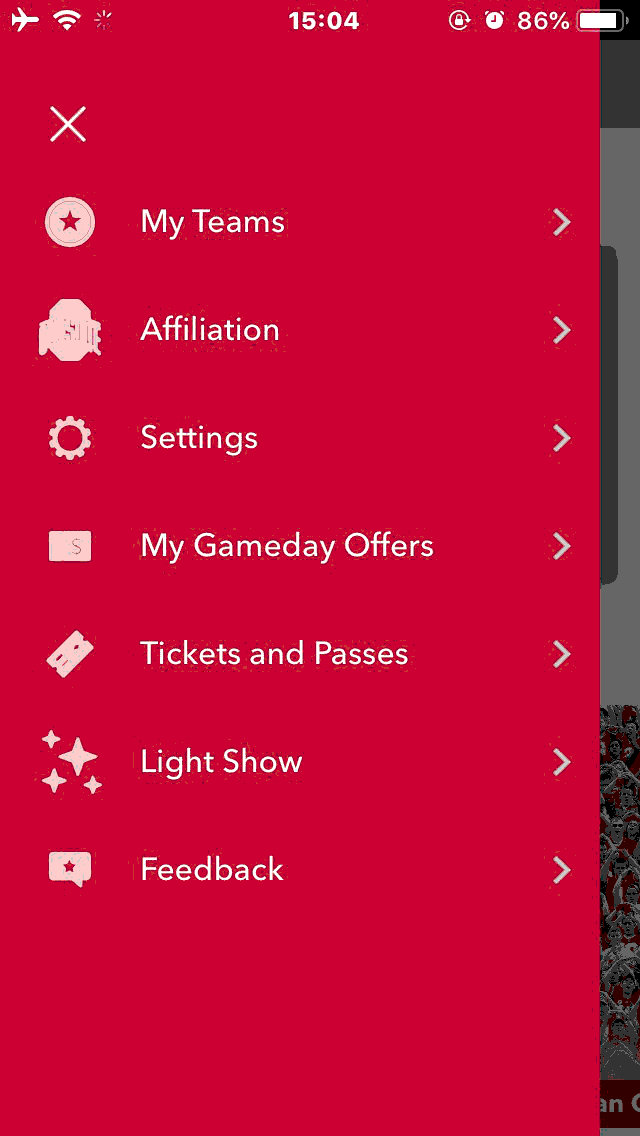 15:04
86%
My Teams
Affiliation
Settings
$
My Gameday Offers
Tickets and Passes
Light Show
Feedback
an